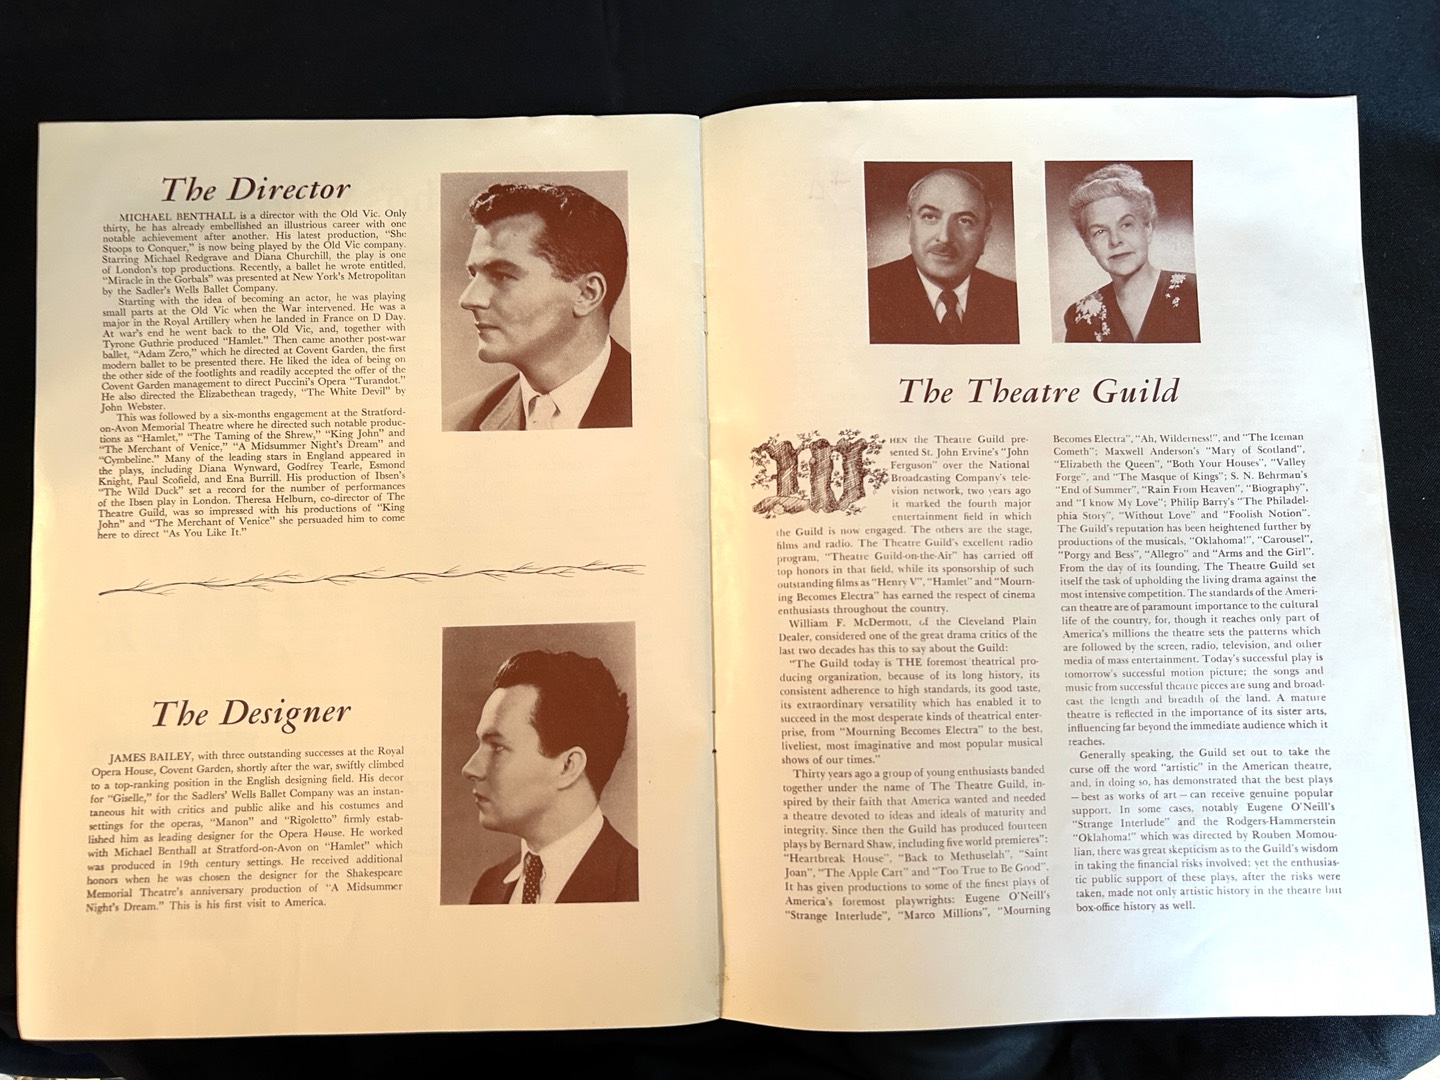 The Director
MICHAEL BENTHALL is a director with the Old Vic. Only
thirty, he has already embellished an illustrious career with one
notable achievement after another. His latest production, “She
Stoops to Conquer,” is now being played by the Old Vic company.
Starring Michael Redgrave and Diana Churchill, the play is one
of London's top productions. Recently, a ballet he wrote entitled,
“Miracle in the Gorbals” was presented at New York's Metropolitan
by the Sadler's Wells Ballet Company.
Starting with the idea of becoming an actor, he was playing
small parts at the Old Vic when the War intervened. He was a
major in the Royal Artillery when he landed in France on D Day.
At war's end he went back to the Old Vic, and, together with
Tyrone Guthrie produced “Hamlet.” Then came another post-war
ballet, “Adam Zero,” which he directed at Covent Garden, the first
modern ballet to be presented there. He liked the idea of being on
the other side of the footlights and readily accepted the offer of the
Covent Garden management to direct Puccini's Opera “Turandot.”
He also directed the Elizabethean tragedy, “The White Devil” by
John Webster.
This was followed by a six-months engagement at the Stratford-
on-Avon Memorial Theatre where he directed such notable produc-
tions as “Hamlet,” “The Taming of the Shrew,” “King John” and
“The Merchant of Venice,” “A Midsummer Night's Dream” and
“Cymbeline.” Many of the leading stars in England appeared in
the plays, including Diana Wynward, Godfrey Tearle, Esmond
Knight, Paul Scofield, and Ena Burrill. His production of Ibsen's
“The Wild Duck” set a record for the number of performances
of the Ibsen play in London. Theresa Helburn, co-director of The
Theatre Guild, was so impressed with his productions of “King
John” and “The Merchant of Venice” she persuaded him to come
here to direct “As You Like It.”
The Designer
JAMES BAILEY, with three outstanding successes at the Royal
Opera House, Covent Garden, shortly after the war, swiftly climbed
to a top-ranking position in the English designing field. His decor
for “Giselle,” for the Sadlers' Wells Ballet Company was an instan-
taneous hit with critics and public alike and his costumes and
settings for the operas, “Manon” and “Rigoletto” firmly estab-
lished him as leading designer for the Opera House. He worked
with Michael Benthall at Stratford-on-Avon on “Hamlet” which
was produced in 19th century settings. He received additional
honors when he was chosen the designer for the Shakespeare
Memorial Theatre's anniversary production of “A Midsummer
Night's Dream.” This is his first visit to America.
The Theatre Guild
WHEN the Theatre Guild pre-
sented St. John Ervine's “John
Ferguson” over the National
Broadcasting Company's tele-
vision network, two years ago
it marked the fourth major
entertainment field in which
the Guild is now engaged. The others are the stage,
films and radio. The Theatre Guild's excellent radio
program, “Theatre Guild-on-the-Air” has carried off
top honors in that field, while its sponsorship of such
outstanding films as “Henry V”, “Hamlet” and “Mourn-
ing Becomes Electra” has earned the respect of cinema
enthusiasts throughout the country.
William F. McDermott, of the Cleveland Plain
Dealer, considered one of the great drama critics of the
last two decades has this to say about the Guild:
“The Guild today is THE foremost theatrical pro-
ducing organization, because of its long history, its
consistent adherence to high standards, its good taste,
its extraordinary versatility which has enabled it to
succeed in the most desperate kinds of theatrical enter-
prise, from “Mourning Becomes Electra” to the best,
liveliest, most imaginative and most popular musical
shows of our times.”
Thirty years ago a group of young enthusiasts banded
together under the name of The Theatre Guild, in-
spired by their faith that America wanted and needed
a theatre devoted to ideas and ideals of maturity and
integrity. Since then the Guild has produced fourteen
plays by Bernard Shaw, including five world premieres”:
“Heartbreak House”, “Back to Methuselah”, “Saint
Joan”, “The Apple Cart” and “Too True to Be Good”.
It has given productions to some of the finest plays of
America's foremost playwrights: Eugene O'Neill's
“Strange Interlude”, “Marco Millions”, “Mourning
Becomes Electra”, “Ah, Wilderness!”, and “The Iceman
Cometh”; Maxwell Anderson's “Mary of Scotland”,
“Elizabeth the Queen”, “Both Your Houses”, “Valley
Forge”, and “The Masque of Kings”; S. N. Behrman's
“End of Summer”, “Rain From Heaven”, “Biography”,
and “I know My Love”; Philip Barry's “The Philadel-
phia Story”, “Without Love” and “Foolish Notion”.
The Guild's reputation has been heightened further by
productions of the musicals, “Oklahoma!”, “Carousel”,
“Porgy and Bess”, “Allegro” and “Arms and the Girl”.
From the day of its founding, The Theatre Guild set
itself the task of upholding the living drama against the
most intensive competition. The standards of the Ameri-
can theatre are of paramount importance to the cultural
life of the country, for, though it reaches only part of
America's millions the theatre sets the patterns which
are followed by the screen, radio, television, and other
media of mass entertainment. Today's successful play is
tomorrow's successful motion picture; the songs and
music from successful theatre pieces are sung and broad-
cast the length and breadth of the land. A mature
theatre is reflected in the importance of its sister arts,
influencing far beyond the immediate audience which it
reaches.
Generally speaking, the Guild set out to take the
curse off the word “artistic” in the American theatre,
and, in doing so, has demonstrated that the best plays
—best as works of art—can receive genuine popular
support. In some cases, notably Eugene O'Neill's
“Strange Interlude” and the Rodgers-Hammerstein
“Oklahoma!” which was directed by Rouben Momou-
lian, there was great skepticism as to the Guild's wisdom
in taking the financial risks involved; yet the enthusias-
tic public support of these plays, after the risks were
taken, made not only artistic history in the theatre but
box-office history as well.